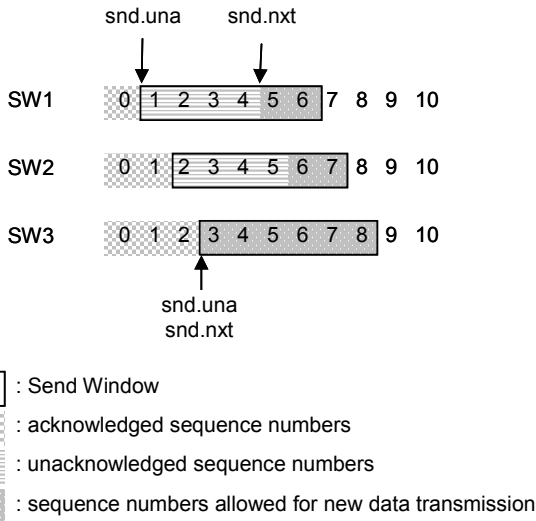 snd.una snd.nxt
SW1 0 1 2 3 4 5 6 7 8 9 10
SW2 0 1 2 3 4 5 6 7 8 9 10
SW3 0 1 2 3 4 5 6 7 8 9 10
snd.una
snd.nxt
: Send Window
: acknowledged sequence numbers
: unacknowledged sequence numbers
: sequence numbers allowed for new data transmission